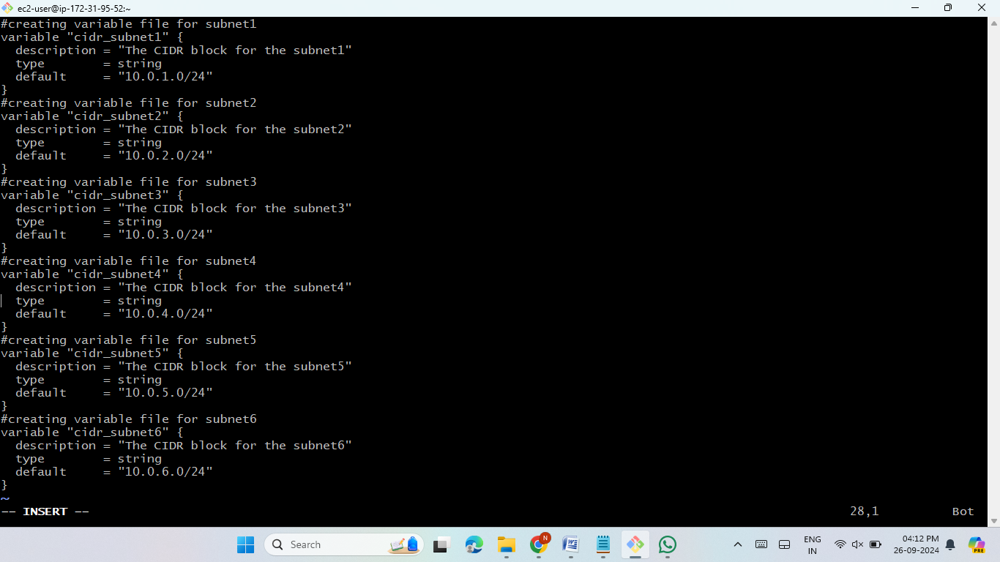 ec2-user@ip-172-31-95-52:~
#creating variable file for subnet1
variable "cidr_subnet1" {
  description = "The CIDR block for the subnet1"
  type        = string
  default     = "10.0.1.0/24"
}
#creating variable file for subnet2
variable "cidr_subnet2" {
  description = "The CIDR block for the subnet2"
  type        = string
  default     = "10.0.2.0/24"
}
#creating variable file for subnet3
variable "cidr_subnet3" {
  description = "The CIDR block for the subnet3"
  type        = string
  default     = "10.0.3.0/24"
}
#creating variable file for subnet4
variable "cidr_subnet4" {
  description = "The CIDR block for the subnet4"
  type        = string
  default     = "10.0.4.0/24"
}
#creating variable file for subnet5
variable "cidr_subnet5" {
  description = "The CIDR block for the subnet5"
  type        = string
  default     = "10.0.5.0/24"
}
#creating variable file for subnet6
variable "cidr_subnet6" {
  description = "The CIDR block for the subnet6"
  type        = string
  default     = "10.0.6.0/24"
}
~
-- INSERT -- 28,1 Bot
Search
N
ENG
IN
04:12 PM
26-09-2024
PRE